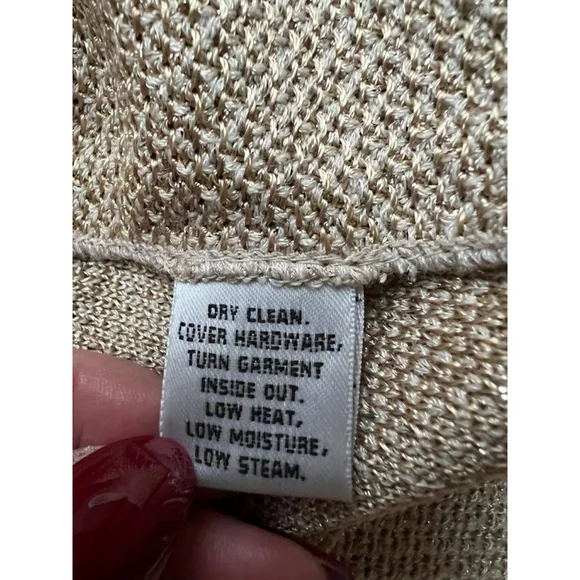 DRY CLEAN.
COVER HARDWARE,
TURN GARMENT
INSIDE OUT.
LOW HEAT,
LOW MOISTURE,
LOW STEAM.